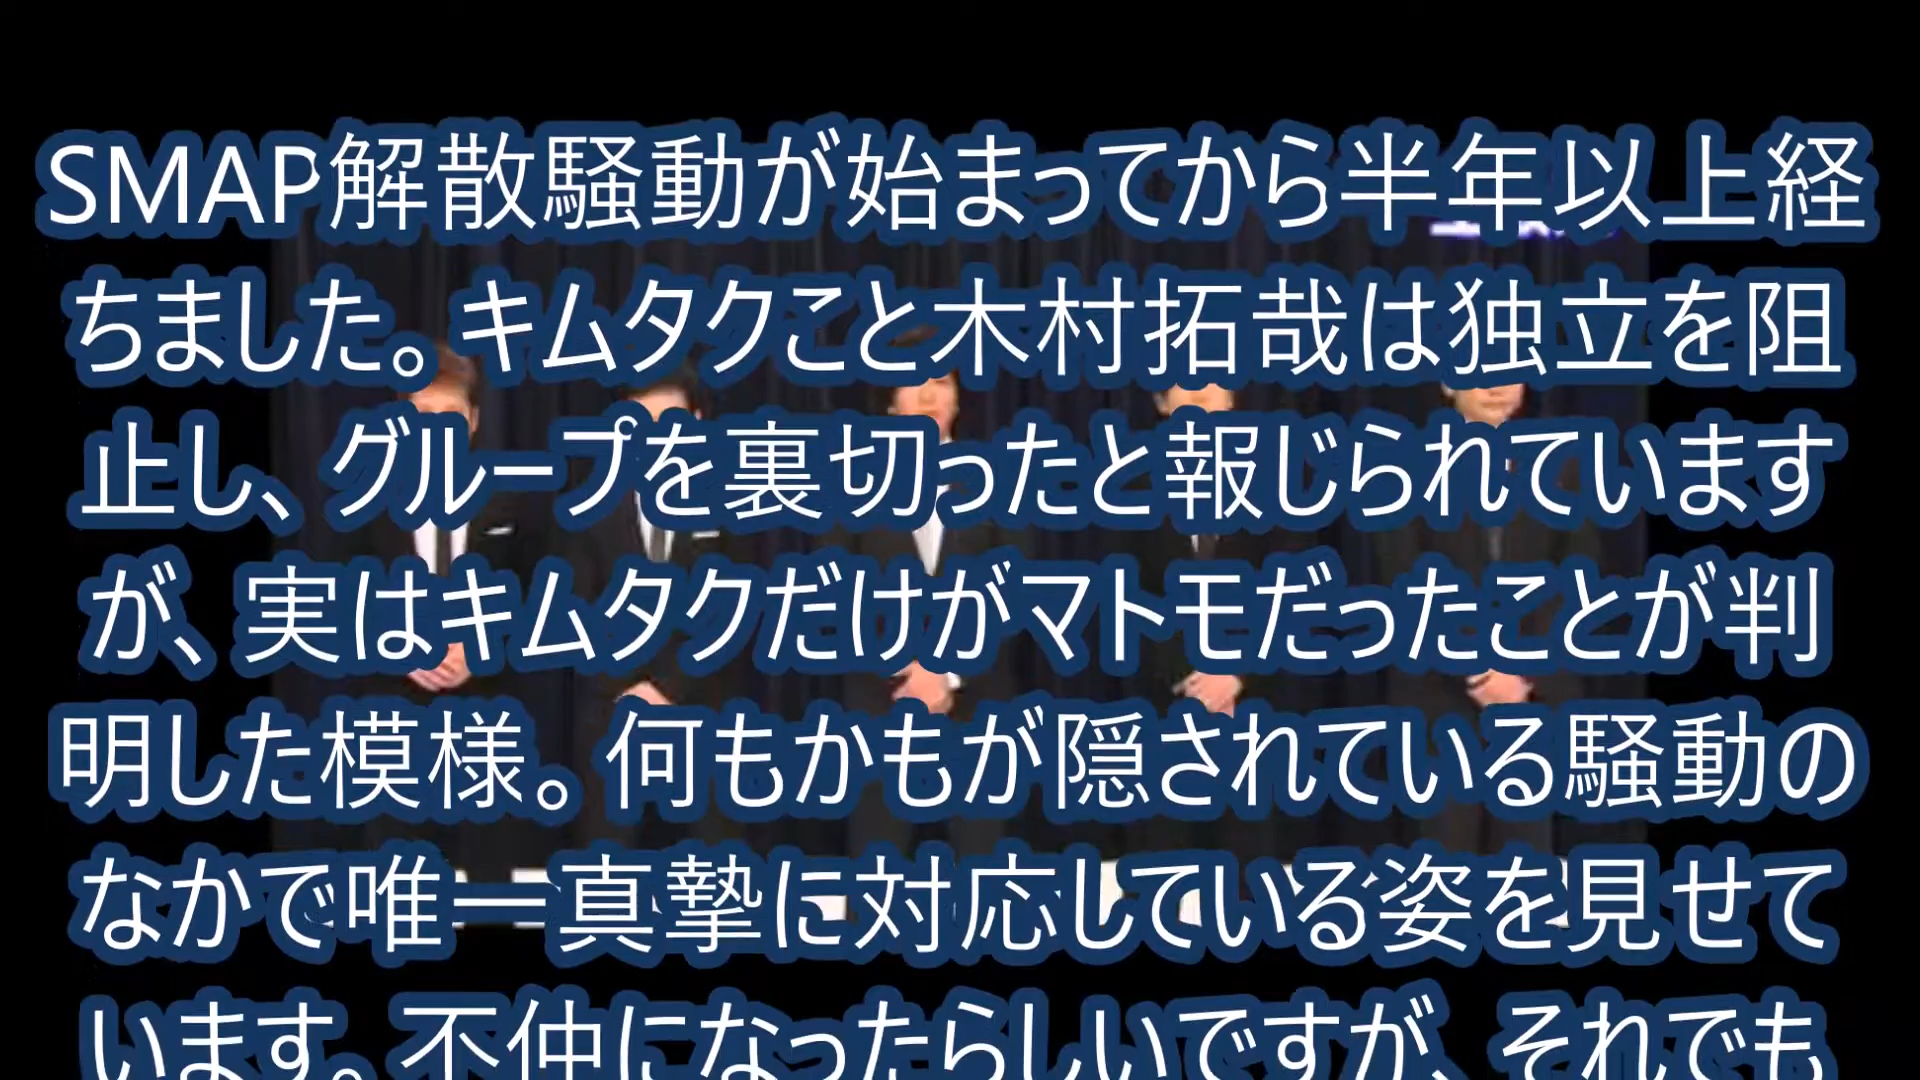 SMAP解散騒動が始まってから半年以上経
ちました。キムタクこと木村拓哉は独立を阻
止し、グループを裏切ったと報じられています
が、実はキムタクだけがマトモだったことが判
明した模様。何もかもが隠されている騒動の
なかで唯一真摯に対応している姿を見せて
います。不仲になったらしいですが、それでも